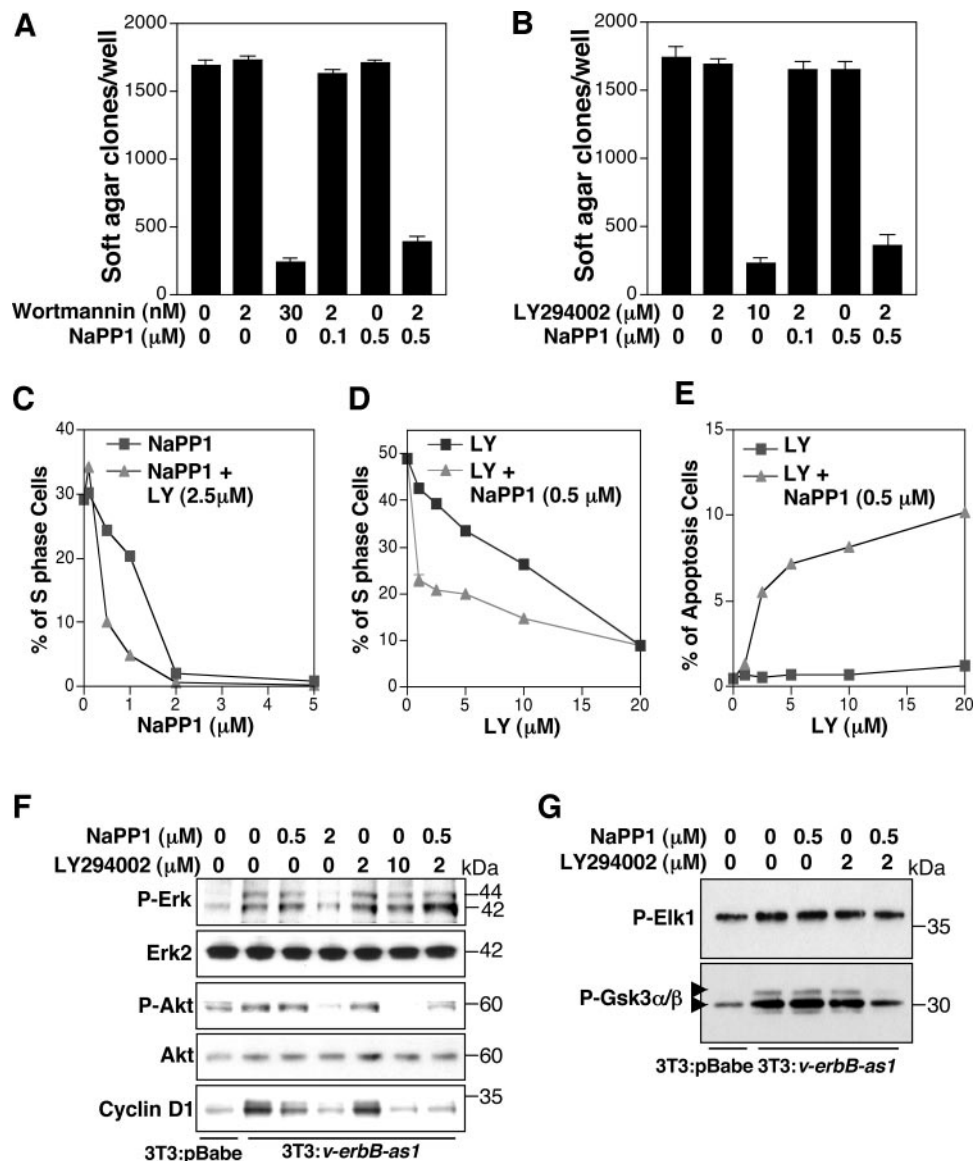 A
Soft agar clones/well
2000
1500
1000
500
0
Wortmannin (nM) 0 2 30 2 0 2
NaPP1 (μM) 0 0 0 0.1 0.5 0.5
B
Soft agar clones/well
2000
1500
1000
500
0
LY294002 (μM) 0 2 10 2 0 2
NaPP1 (μM) 0 0 0 0.1 0.5 0.5
C
% of S phase Cells
40
30
20
10
0
NaPP1
NaPP1 +
LY (2.5μM)
0 1 2 3 4 5
NaPP1 (μM)
D
% of S phase Cells
50
40
30
20
10
0
LY
LY +
NaPP1 (0.5 μM)
0 5 10 15 20
LY (μM)
E
% of Apoptosis Cells
15
10
5
0
LY
LY +
NaPP1 (0.5 μM)
0 5 10 15 20
LY (μM)
F
NaPP1 (μM) 0 0 0.5 2 0 0 0.5
LY294002 (μM) 0 0 0 0 2 10 2 kDa
P-Erk 44
42
Erk2 42
P-Akt 60
Akt 60
Cyclin D1 35
3T3:pBabe 3T3:v-erbB-as1
G
NaPP1 (μM) 0 0 0.5 0 0.5
LY294002 (μM) 0 0 0 2 2 kDa
P-Elk1 35
P-Gsk3α/β 30
3T3:pBabe 3T3:v-erbB-as1